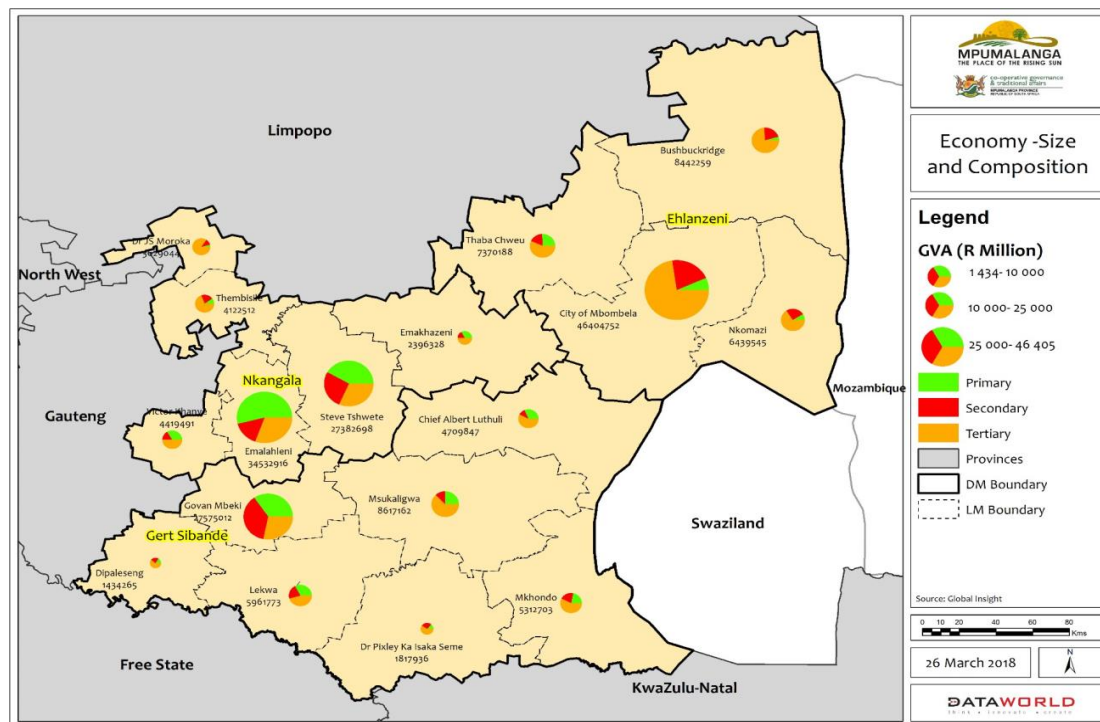 Limpopo
Bushbuckridge
8442259
Ehlanzeni
Thaba Chweu
7370188
Dr JS Moroka
3629044
North West
Thembisile
4122512
City of Mbombela
46404752
Nkomazi
6439545
Emakhazeni
2396328
Mozambique
Nkangala
Steve Tshwete
27382698
Gauteng
Victor Khanye
4419491
Emalahleni
34532916
Chief Albert Luthuli
4709847
Govan Mbeki
27575012
Msukaligwa
8617162
Swaziland
Gert Sibande
Dipaleseng
1434265
Lekwa
5961773
Mkhondo
5312703
Dr Pixley Ka Isaka Seme
1817936
Free State
KwaZulu-Natal
MPUMALANGA
THE PLACE OF THE RISING SUN
co-operative governance
& traditional affairs
MPUMALANGA PROVINCE
REPUBLIC OF SOUTH AFRICA
Economy -Size
and Composition
Legend
GVA (R Million)
1 434- 10 000
10 000- 25 000
25 000- 46 405
Primary
Secondary
Tertiary
Provinces
DM Boundary
LM Boundary
Source: Global Insight
0 10 20 40 60 80
Kms
26 March 2018
N
DATAWORLD